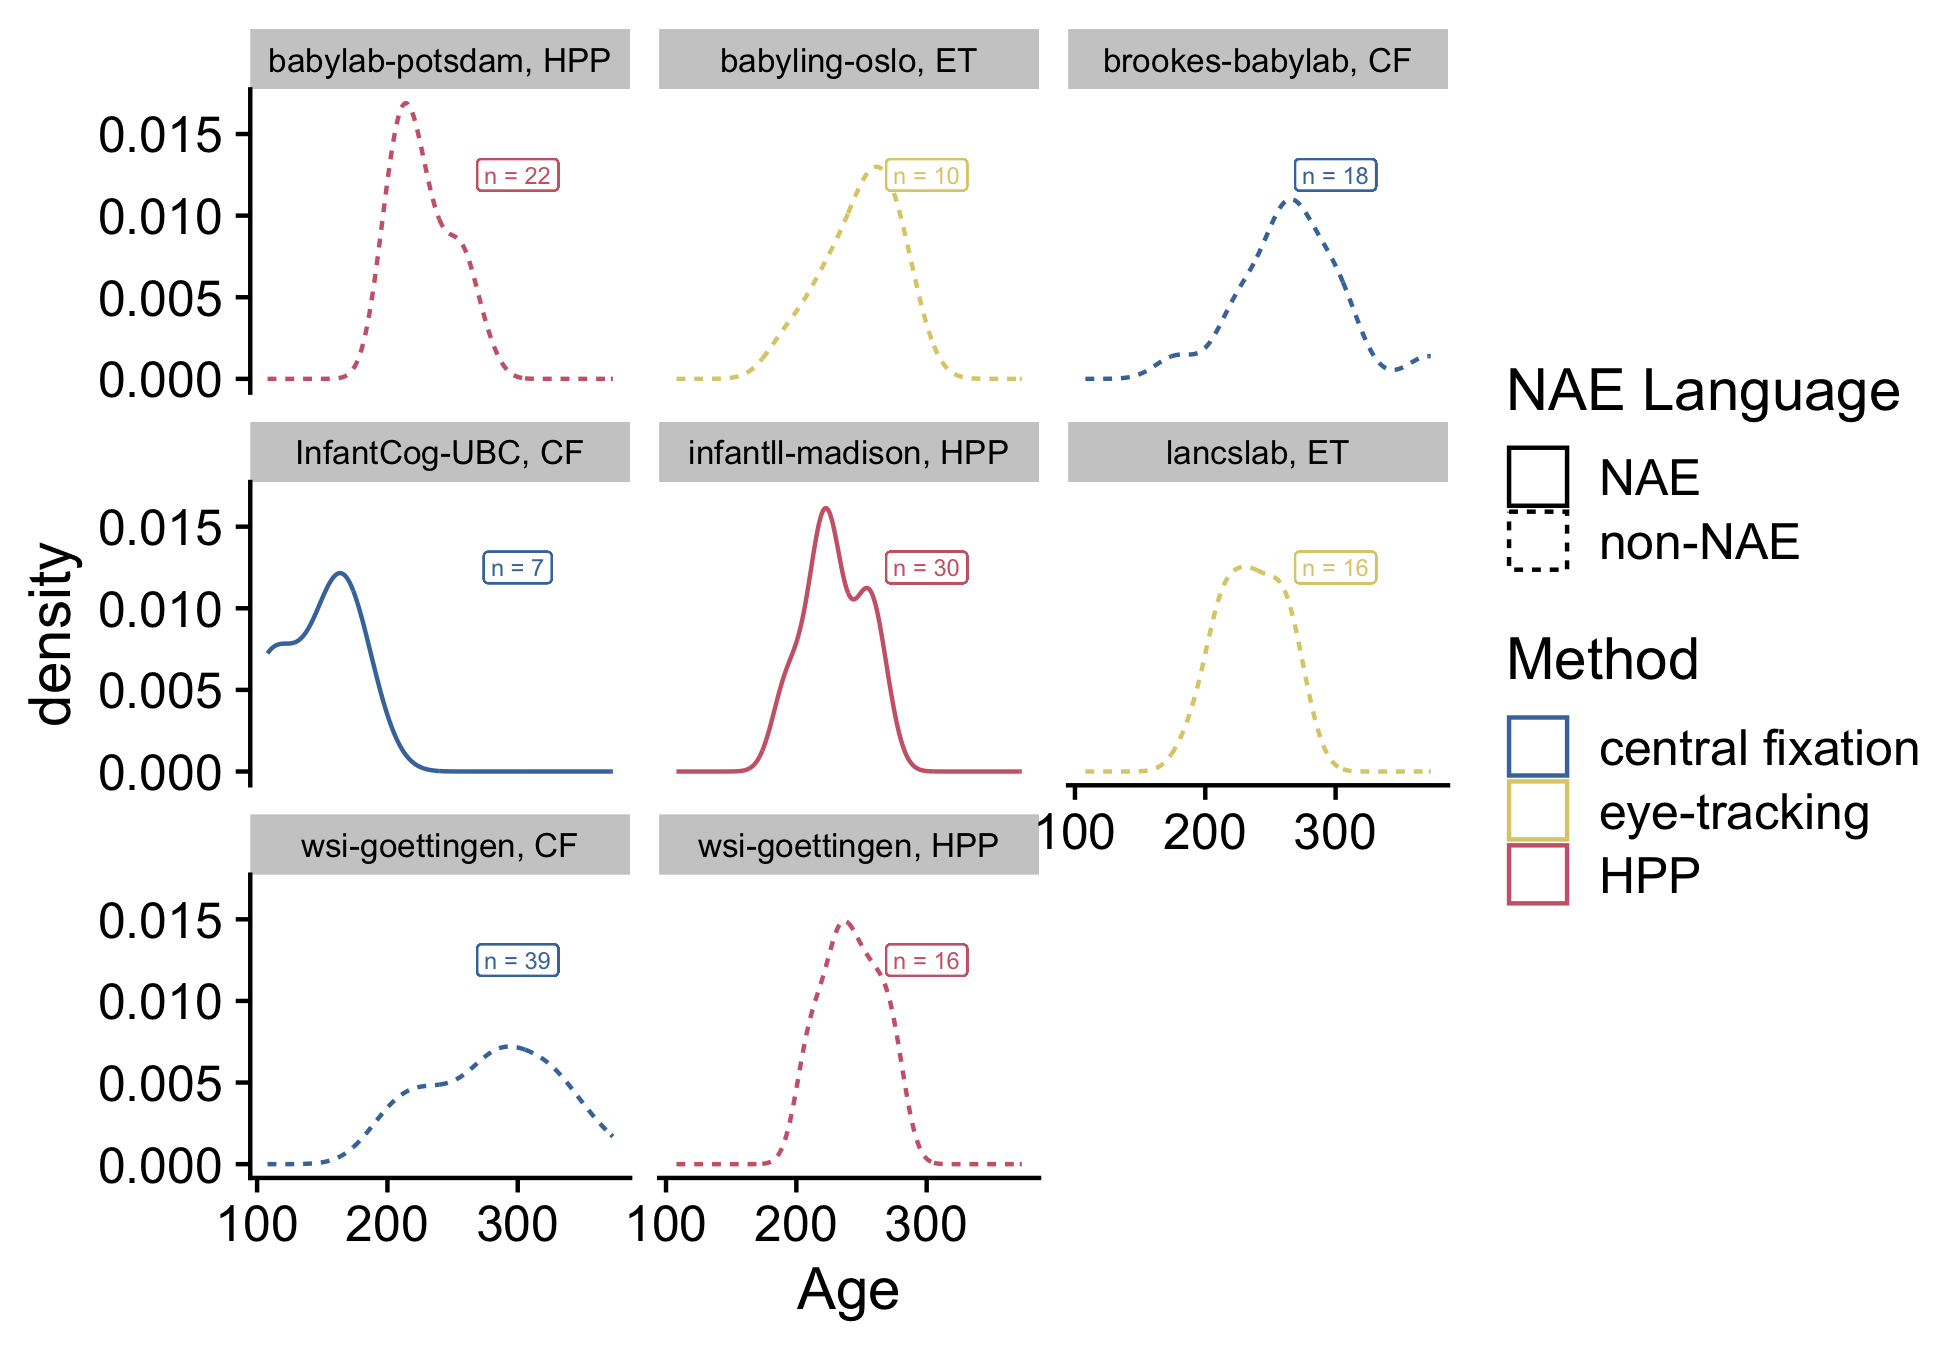 babylab-potsdam, HPP
babyling-oslo, ET
brookes-babylab, CF
0.015
0.010
0.005
0.000
n = 22
n = 10
n = 18
InfantCog-UBC, CF
infantll-madison, HPP
lancslab, ET
0.015
0.010
0.005
0.000
n = 7
n = 30
n = 16
100 200 300
wsi-goettingen, CF
wsi-goettingen, HPP
0.015
0.010
0.005
0.000
n = 39
n = 16
100 200 300
100 200 300
density
Age
NAE Language
NAE
non-NAE
Method
central fixation
eye-tracking
HPP